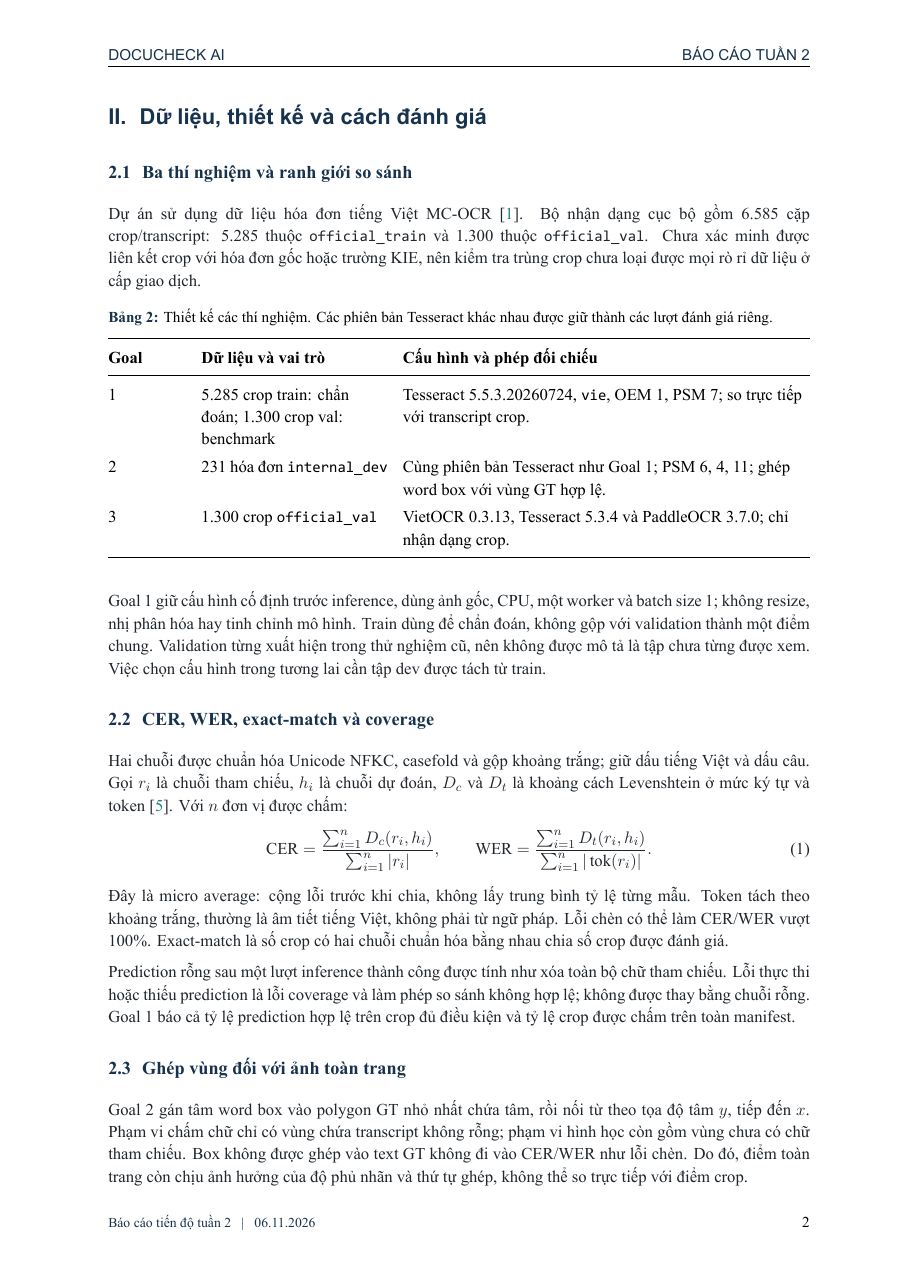 DOCUCHECK AI BÁO CÁO TUẦN 2
II. Dữ liệu, thiết kế và cách đánh giá
2.1 Ba thí nghiệm và ranh giới so sánh
Dự án sử dụng dữ liệu hóa đơn tiếng Việt MC-OCR [1]. Bộ nhận dạng cục bộ gồm 6.585 cặp
crop/transcript: 5.285 thuộc official_train và 1.300 thuộc official_val. Chưa xác minh được
liên kết crop với hóa đơn gốc hoặc trường KIE, nên kiểm tra trùng crop chưa loại được mọi rò rỉ dữ liệu ở
cấp giao dịch.
Bảng 2: Thiết kế các thí nghiệm. Các phiên bản Tesseract khác nhau được giữ thành các lượt đánh giá riêng.
Goal Dữ liệu và vai trò Cấu hình và phép đối chiếu
1 5.285 crop train: chẩn Tesseract 5.5.3.20260724, vie, OEM 1, PSM 7; so trực tiếp
đoán; 1.300 crop val: với transcript crop.
benchmark
2 231 hóa đơn internal_dev Cùng phiên bản Tesseract như Goal 1; PSM 6, 4, 11; ghép
word box với vùng GT hợp lệ.
3 1.300 crop official_val VietOCR 0.3.13, Tesseract 5.3.4 và PaddleOCR 3.7.0; chỉ
nhận dạng crop.
Goal 1 giữ cấu hình cố định trước inference, dùng ảnh gốc, CPU, một worker và batch size 1; không resize,
nhị phân hóa hay tinh chỉnh mô hình. Train dùng để chẩn đoán, không gộp với validation thành một điểm
chung. Validation từng xuất hiện trong thử nghiệm cũ, nên không được mô tả là tập chưa từng được xem.
Việc chọn cấu hình trong tương lai cần tập dev được tách từ train.
2.2 CER, WER, exact-match và coverage
Hai chuỗi được chuẩn hóa Unicode NFKC, casefold và gộp khoảng trắng; giữ dấu tiếng Việt và dấu câu.
Gọi r_i là chuỗi tham chiếu, h_i là chuỗi dự đoán, D_c và D_t là khoảng cách Levenshtein ở mức ký tự và
token [5]. Với n đơn vị được chấm:
CER = ∑_{i=1}^n D_c(r_i, h_i) / ∑_{i=1}^n |r_i|, WER = ∑_{i=1}^n D_t(r_i, h_i) / ∑_{i=1}^n |tok(r_i)|. (1)
Đây là micro average: cộng lỗi trước khi chia, không lấy trung bình tỷ lệ từng mẫu. Token tách theo
khoảng trắng, thường là âm tiết tiếng Việt, không phải từ ngữ pháp. Lỗi chèn có thể làm CER/WER vượt
100%. Exact-match là số crop có hai chuỗi chuẩn hóa bằng nhau chia số crop được đánh giá.
Prediction rỗng sau một lượt inference thành công được tính như xóa toàn bộ chữ tham chiếu. Lỗi thực thi
hoặc thiếu prediction là lỗi coverage và làm phép so sánh không hợp lệ; không được thay bằng chuỗi rỗng.
Goal 1 báo cả tỷ lệ prediction hợp lệ trên crop đủ điều kiện và tỷ lệ crop được chấm trên toàn manifest.
2.3 Ghép vùng đối với ảnh toàn trang
Goal 2 gán tâm word box vào polygon GT nhỏ nhất chứa tâm, rồi nối từ theo tọa độ tâm y, tiếp đến x.
Phạm vi chấm chữ chỉ có vùng chứa transcript không rỗng; phạm vi hình học còn gồm vùng chưa có chữ
tham chiếu. Box không được ghép vào text GT không đi vào CER/WER như lỗi chèn. Do đó, điểm toàn
trang còn chịu ảnh hưởng của độ phủ nhãn và thứ tự ghép, không thể so trực tiếp với điểm crop.
Báo cáo tiến độ tuần 2 | 06.11.2026 2